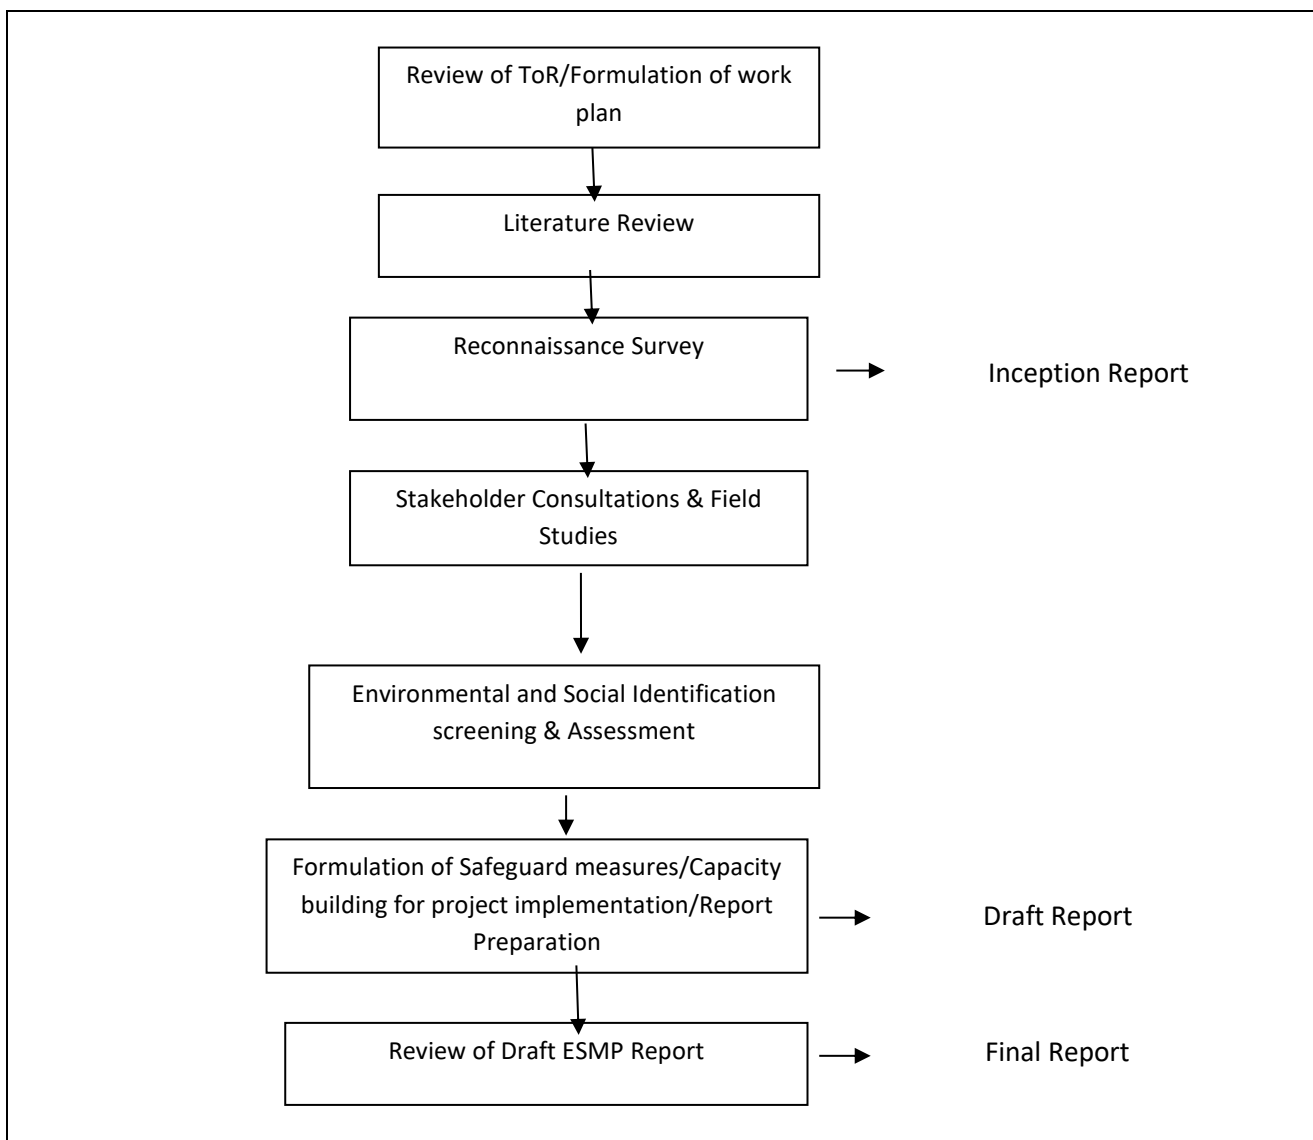 Review of ToR/Formulation of work
plan
Literature Review
Reconnaissance Survey
Inception Report
Stakeholder Consultations & Field
Studies
Environmental and Social Identification
screening & Assessment
Formulation of Safeguard measures/Capacity
building for project implementation/Report
Preparation
Draft Report
Review of Draft ESMP Report
Final Report